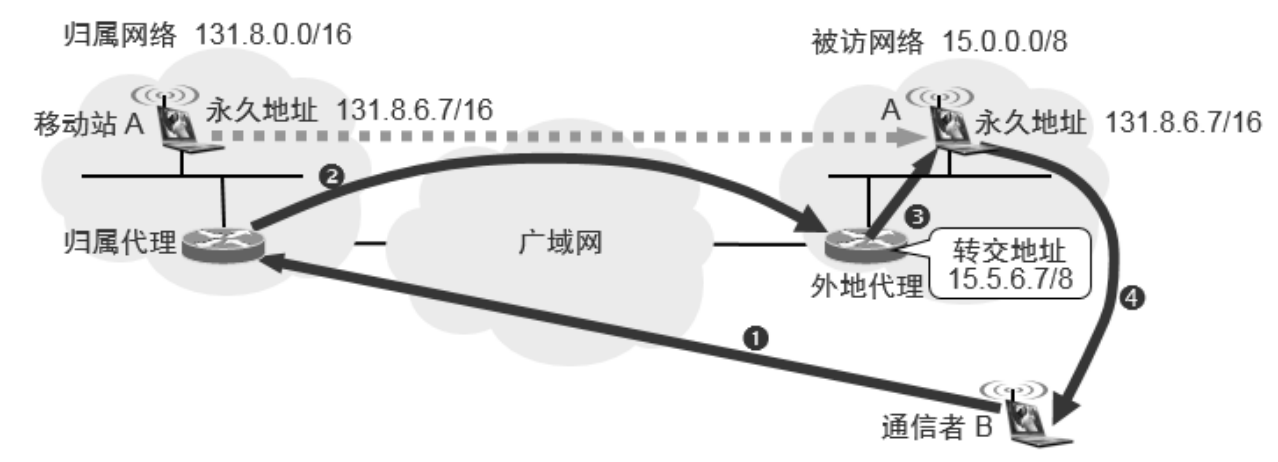 归属网络 131.8.0.0/16
被访网络 15.0.0.0/8
移动站 A
永久地址 131.8.6.7/16
A
永久地址 131.8.6.7/16
❷
归属代理
广域网
❸
转交地址
15.5.6.7/8
外地代理
❹
❶
通信者 B